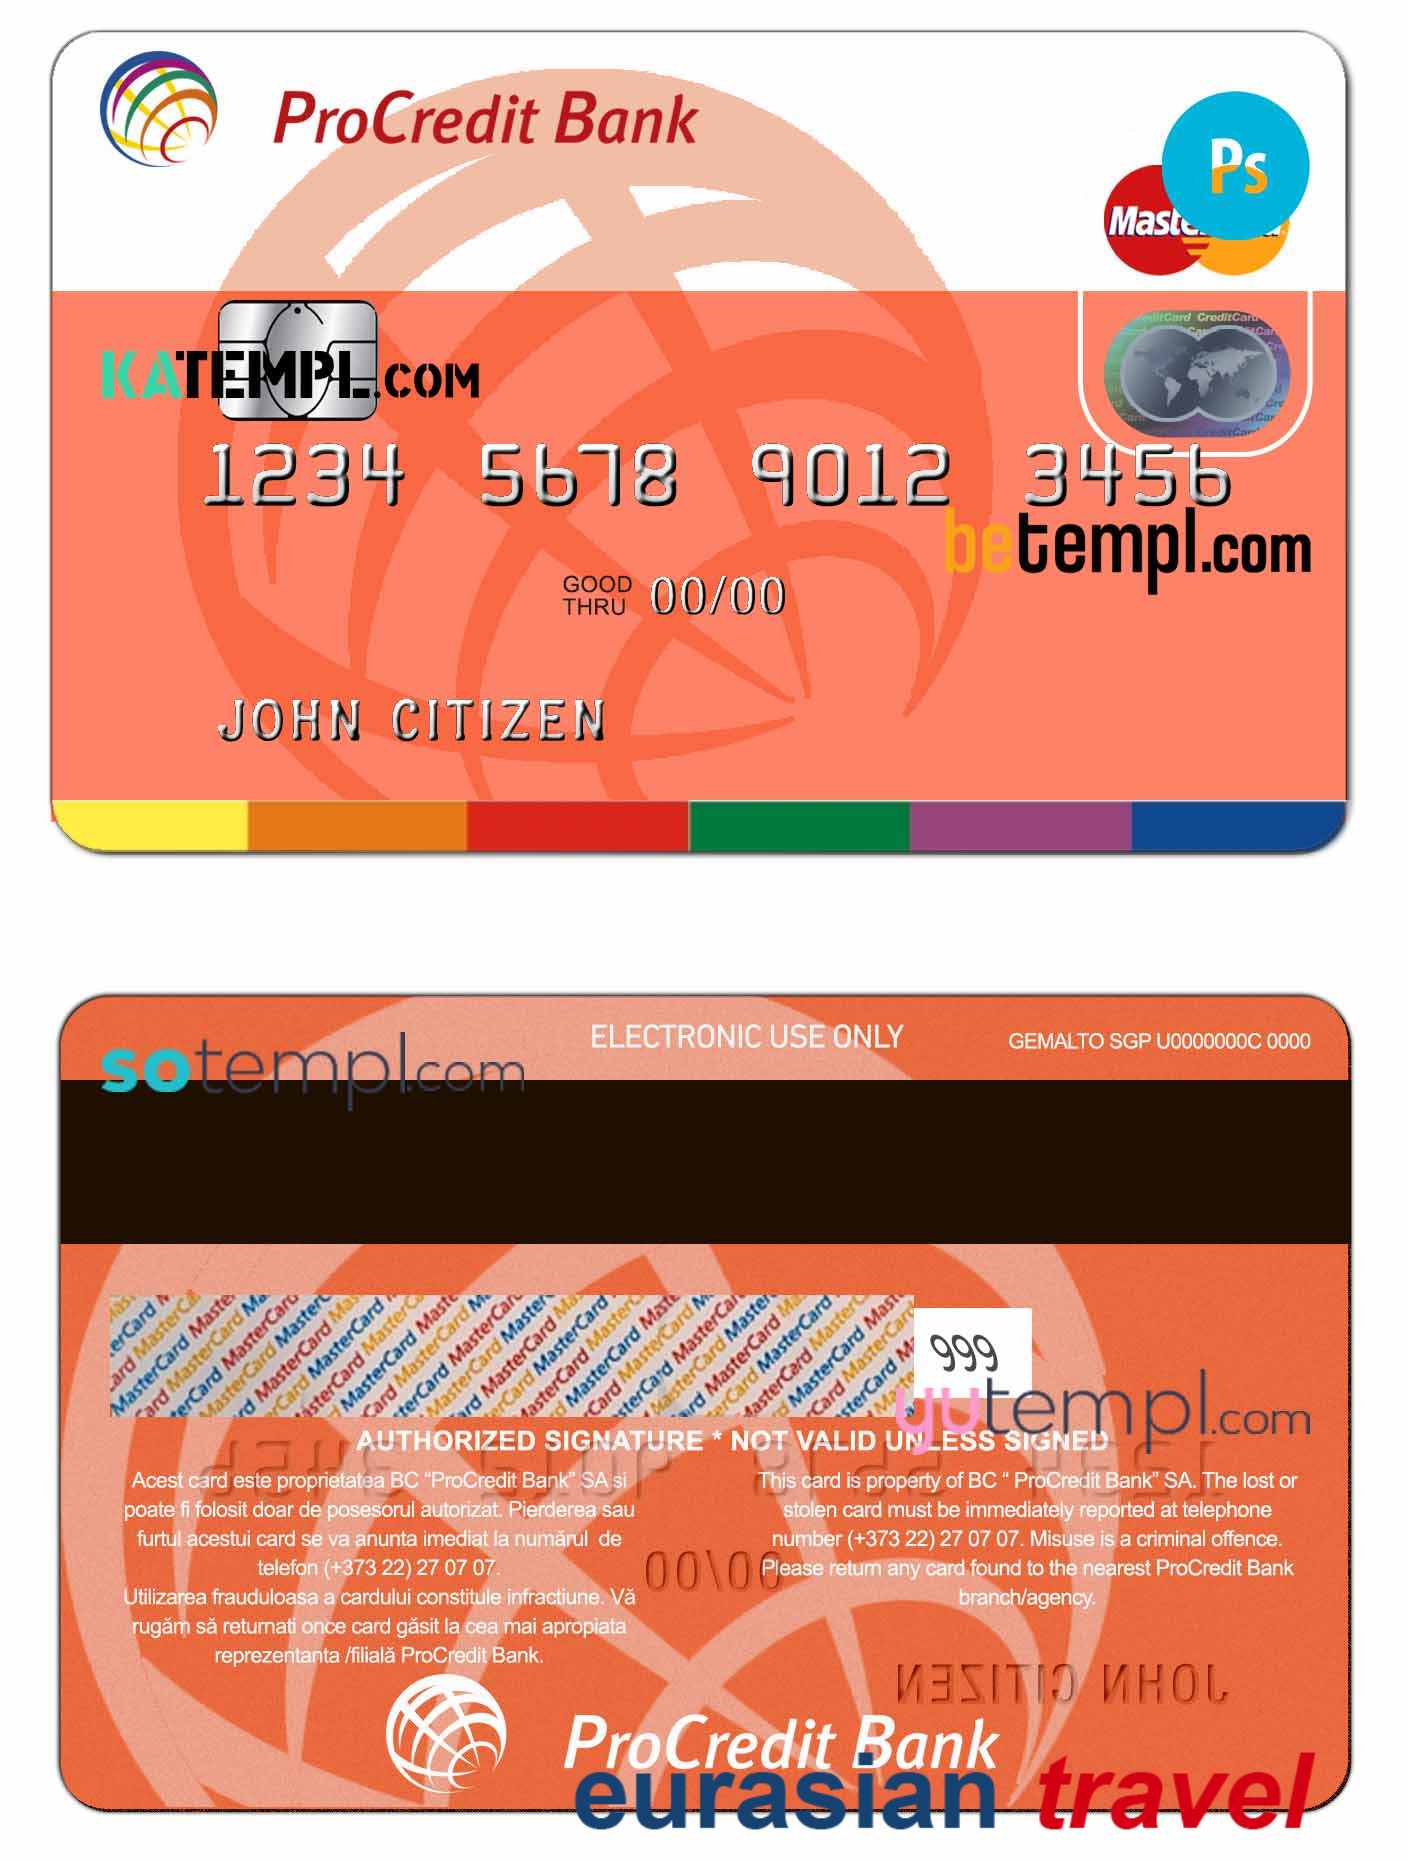 ProCredit Bank
Ps
MasterCard
CreditCard CreditCard
KATEMPL.COM
1234 5678 9012 3456
betempl.com
GOOD THRU 00/00
JOHN CITIZEN
ELECTRONIC USE ONLY
GEMALTO SGP U0000000C 0000
sotempl.com
MasterCard MasterCard MasterCard MasterCard
999
yutempl.com
AUTHORIZED SIGNATURE * NOT VALID UNLESS SIGNED
Acest card este proprietatea BC “ProCredit Bank” SA si
poate fi folosit doar de posesorul autorizat. Pierderea sau
furtul acestui card se va anunta imediat la numărul de
telefon (+373 22) 27 07 07.
Utilizarea frauduloasa a cardului constitule infractiune. Vă
rugăm să returnati once card găsit la cea mai apropiata
reprezentanta /filială ProCredit Bank.
This card is property of BC “ ProCredit Bank” SA. The lost or
stolen card must be immediately reported at telephone
number (+373 22) 27 07 07. Misuse is a criminal offence.
Please return any card found to the nearest ProCredit Bank
branch/agency.
00/00
JOHN CITIZEN
ProCredit Bank
eurasian travel